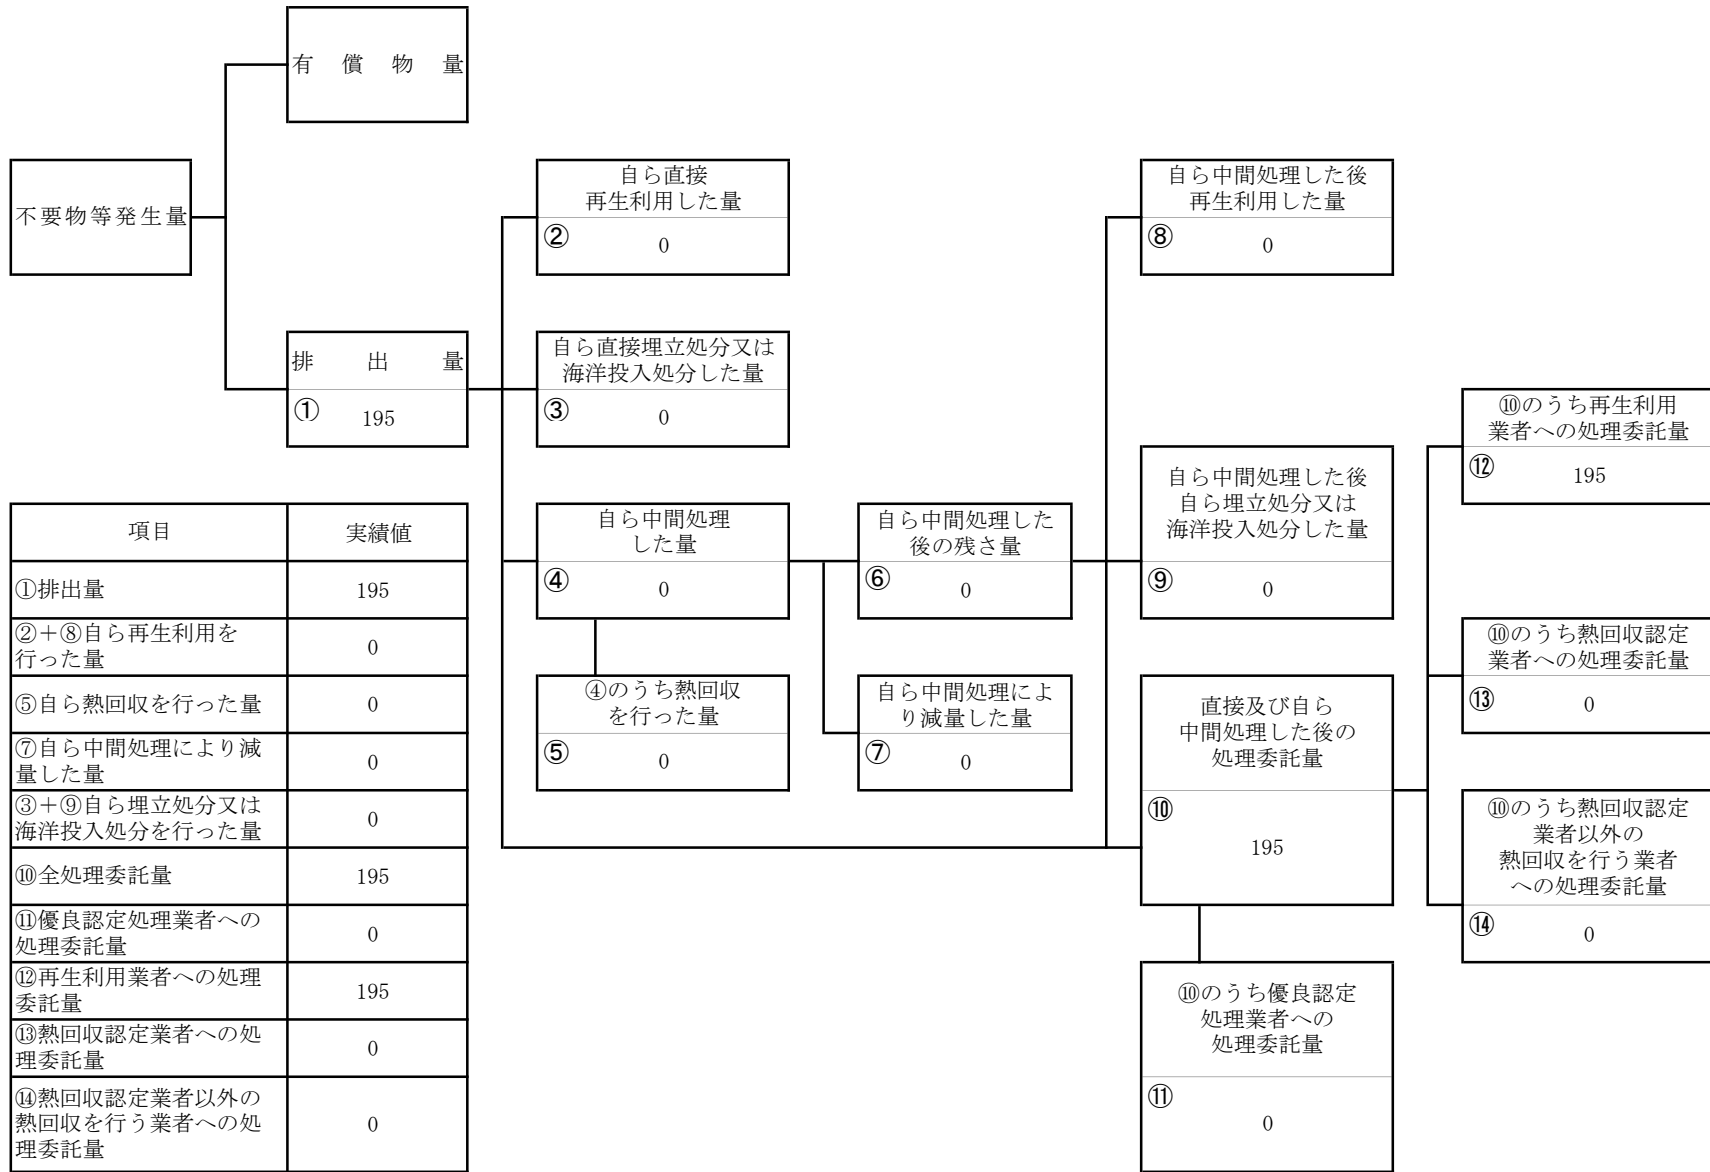 有償物量
不要物等発生量
排出量
① 195
自ら直接
再生利用した量
② 0
自ら直接埋立処分又は
海洋投入処分した量
③ 0
自ら中間処理
した量
④ 0
④のうち熱回収
を行った量
⑤ 0
自ら中間処理した
後の残さ量
⑥ 0
自ら中間処理によ
り減量した量
⑦ 0
自ら中間処理した後
再生利用した量
⑧ 0
自ら中間処理した後
自ら埋立処分又は
海洋投入処分した量
⑨ 0
直接及び自ら
中間処理した後の
処理委託量
⑩
195
⑩のうち優良認定
処理業者への
処理委託量
⑪
0
⑩のうち再生利用
業者への処理委託量
⑫ 195
⑩のうち熱回収認定
業者への処理委託量
⑬ 0
⑩のうち熱回収認定
業者以外の
熱回収を行う業者
への処理委託量
⑭ 0
項目 実績値
①排出量 195
②＋⑧自ら再生利用を
行った量 0
⑤自ら熱回収を行った量 0
⑦自ら中間処理により減
量した量 0
③＋⑨自ら埋立処分又は
海洋投入処分を行った量 0
⑩全処理委託量 195
⑪優良認定処理業者への
処理委託量 0
⑫再生利用業者への処理
委託量 195
⑬熱回収認定業者への処
理委託量 0
⑭熱回収認定業者以外の
熱回収を行う業者への処
理委託量 0